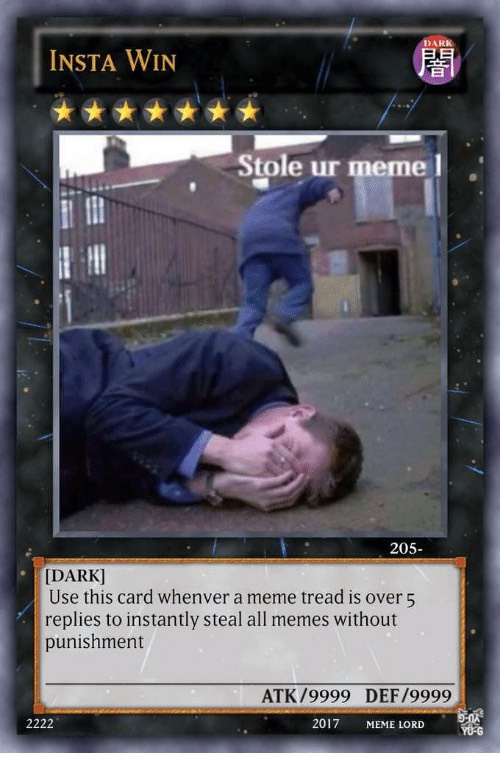 INSTA WIN
DARK
闇
Stole ur meme
205-
[DARK]
Use this card whenver a meme tread is over 5
replies to instantly steal all memes without
punishment
ATK/9999 DEF/9999
2222
2017 MEME LORD